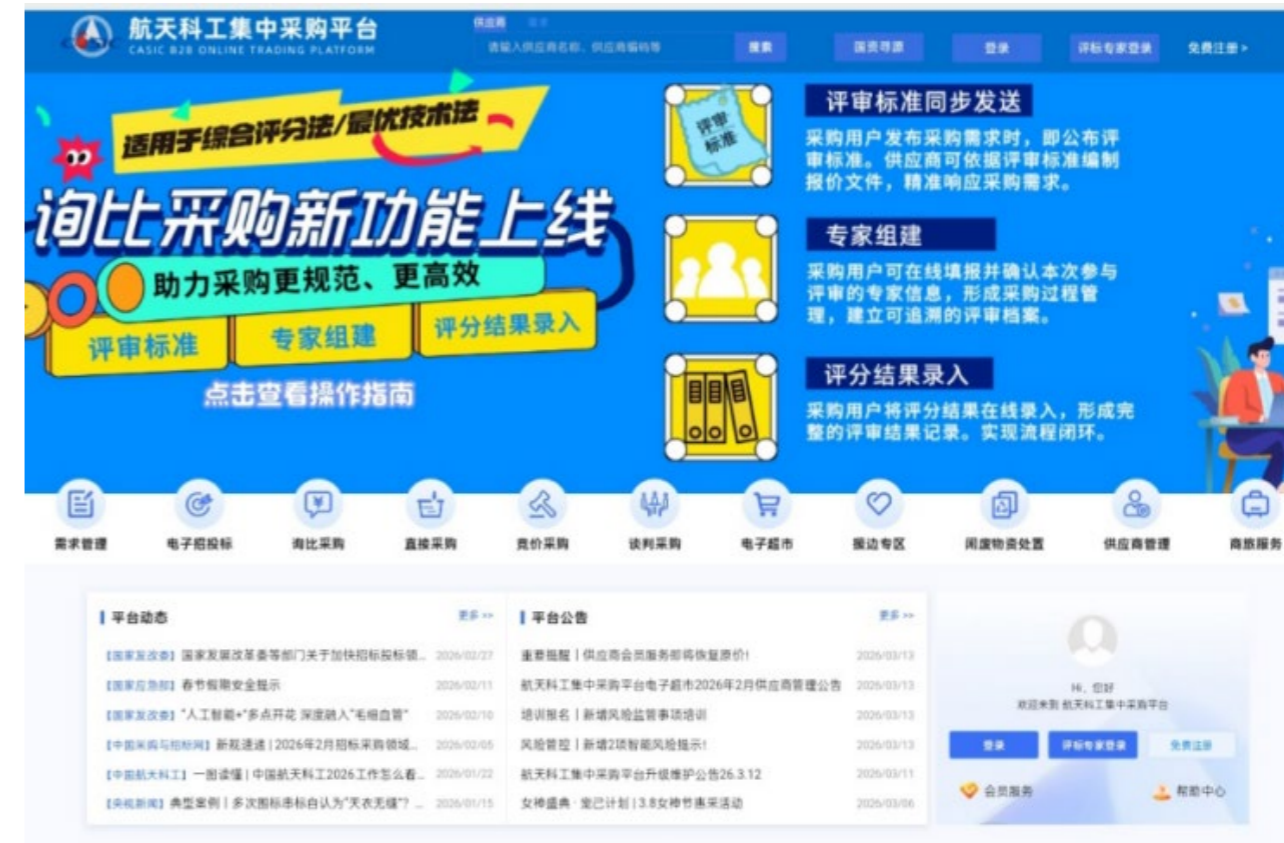 航天科工集中采购平台
CASIC B2B ONLINE TRADING PLATFORM
供应商
请输入供应商名称、供应商编码等
搜索
国资寻源
登录
评标专家登录
免费注册>
适用于综合评分法/最优技术法
询比采购新功能上线
助力采购更规范、更高效
评审标准
专家组建
评分结果录入
点击查看操作指南
评审
标准
评审标准同步发送
采购用户发布采购需求时，即公布评
审标准。供应商可依据评审标准编制
报价文件，精准响应采购需求。
专家组建
采购用户可在线填报并确认本次参与
评审的专家信息，形成采购过程管
理，建立可追溯的评审档案。
评分结果录入
采购用户将评分结果在线录入，形成完
整的评审结果记录。实现流程闭环。
需求管理
电子招投标
询比采购
直接采购
竞价采购
谈判采购
电子超市
援边专区
闲废物资处置
供应商管理
商旅服务
平台动态
更多 >>
【国家发改委】国家发展改革委等部门关于加快招标投标领... 2026/02/27
【国家应急部】春节假期安全提示 2026/02/11
【国家发改委】"人工智能+"多点开花 深度融入"毛细血管" 2026/02/10
【中国采购与招标网】新规速递|2026年2月招标采购领域... 2026/02/05
【中国航天科工】一图读懂|中国航天科工2026工作怎么看... 2026/01/22
【央视新闻】典型案例|多次围标串标自认为"天衣无缝"？... 2026/01/15
平台公告
更多 >>
重要提醒|供应商会员服务即将恢复原价! 2026/03/13
航天科工集中采购平台电子超市2026年2月供应商管理公告 2026/03/13
培训报名|新增风险监管事项培训 2026/03/13
风险管控|新增2项智能风险提示! 2026/03/13
航天科工集中采购平台升级维护公告26.3.12 2026/03/11
女神盛典·宠己计划|3.8女神节惠采活动 2026/03/06
Hi，您好
欢迎来到 航天科工集中采购平台
登录
评标专家登录
免费注册
会员服务
帮助中心